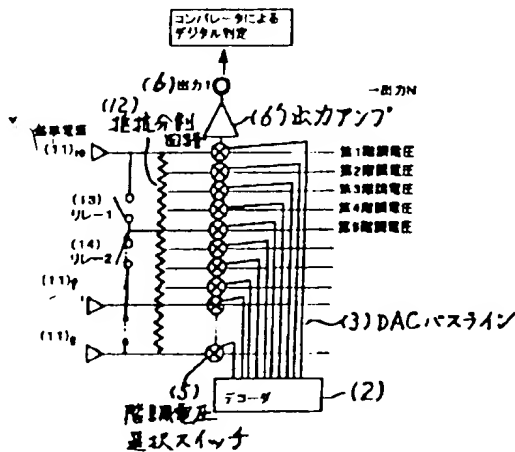 コンパレータによる
デジタル判定
(6)出力1
→出力N
(6')出力アンプ
(12)
抵抗分割
回路
基準電源
(11)10
第1階調電圧
第2階調電圧
第3階調電圧
第4階調電圧
第5階調電圧
(13)
リレー1
(14)
リレー2
(11)9
(11)8
(3)DACバスライン
(5)
デコーダ
(2)
階調電圧
選択スイッチ